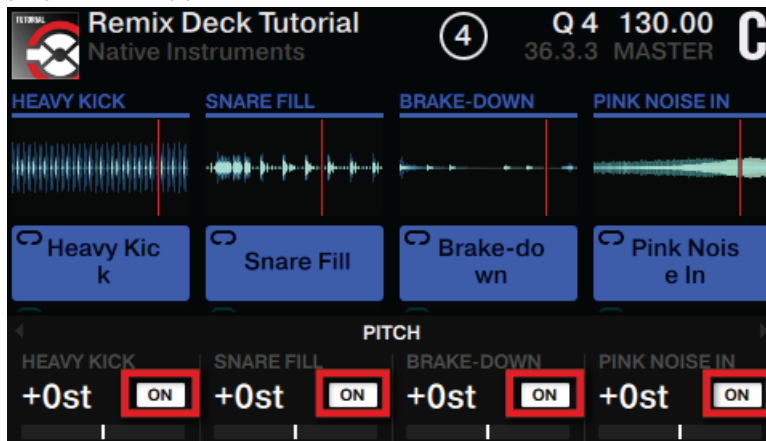 TUTORIAL
Remix Deck Tutorial
Native Instruments
4
Q 4 130.00
36.3.3 MASTER
C
HEAVY KICK SNARE FILL BRAKE-DOWN PINK NOISE IN
Heavy Kic
k
Snare Fill
Brake-do
wn
Pink Nois
e In
PITCH
HEAVY KICK SNARE FILL BRAKE-DOWN PINK NOISE IN
+0st ON +0st ON +0st ON +0st ON